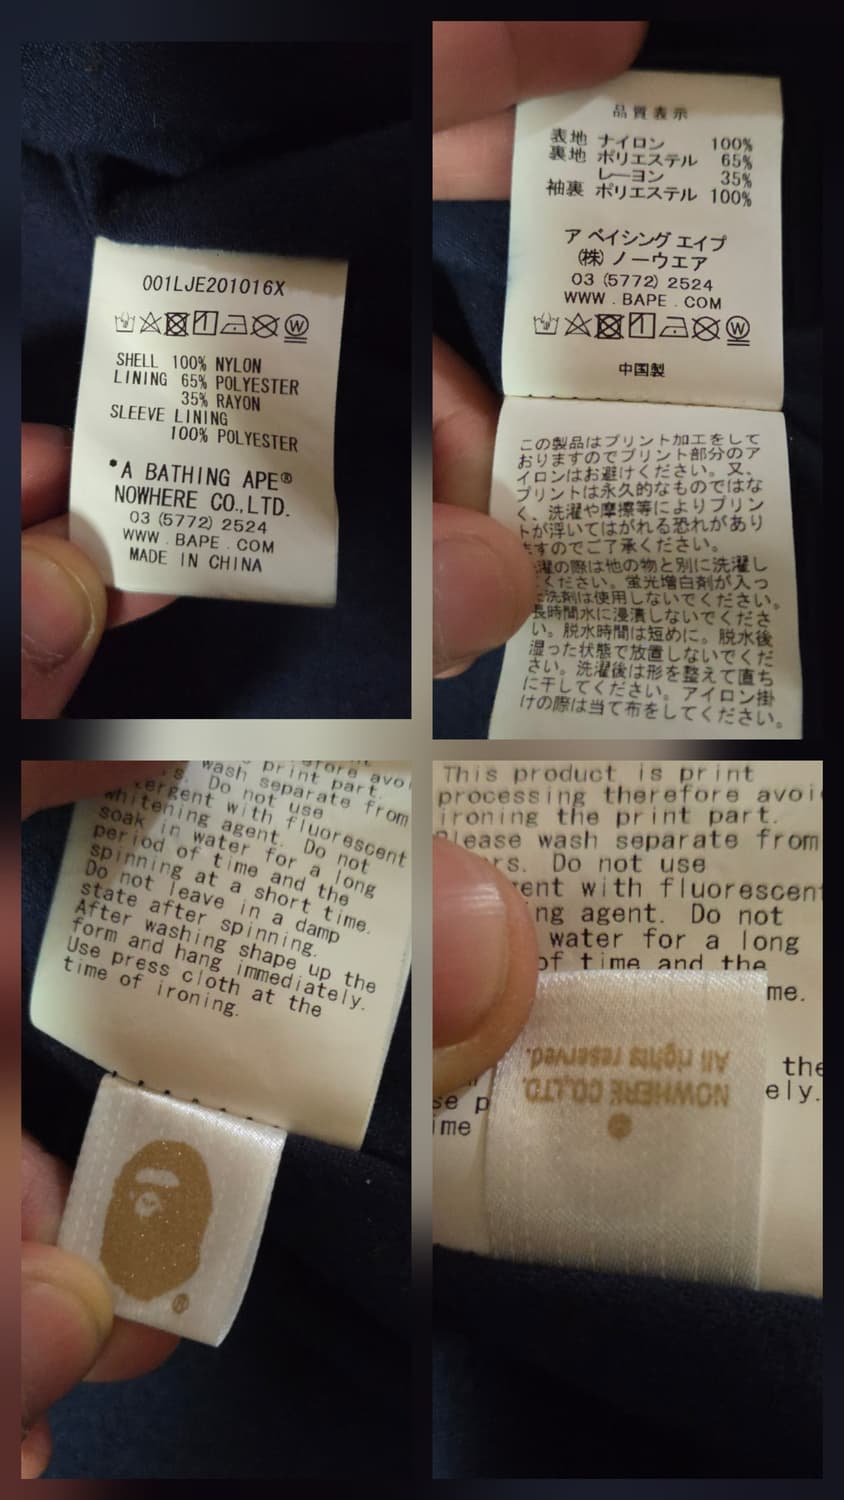 001LJE201016X
SHELL 100% NYLON
LINING 65% POLYESTER
35% RAYON
SLEEVE LINING
100% POLYESTER
A BATHING APE®
NOWHERE CO.,LTD.
03 (5772) 2524
WWW . BAPE . COM
MADE IN CHINA
品質表示
表地 ナイロン 100%
裏地 ポリエステル 65%
レーヨン 35%
袖裏 ポリエステル 100%
ア ベイシング エイプ
(株) ノーウエア
03 (5772) 2524
WWW . BAPE . COM
中国製
この製品はプリント加工をして
おりますのでプリント部分のア
イロンはお避けください。又、
プリントは永久的なものではな
く、洗濯や摩擦等によりプリン
トが浮いてはがれる恐れがあり
ますのでご了承ください。
濯の際は他の物と別に洗濯し
ください。蛍光増白剤が入っ
洗剤は使用しないでください。
長時間水に浸漬しないでくださ
い。脱水時間は短めに。脱水後
湿った状態で放置しないでくだ
さい。洗濯後は形を整えて直ち
に干してください。アイロン掛
けの際は当て布をしてください。
print part.
wash separate from
Do not use
with fluorescent
whitening agent. Do not
soak in water for a long
period of time and the
spinning at a short time.
Do not leave in a damp
state after spinning.
After washing shape up the
form and hang immediately.
Use press cloth at the
time of ironing.
®
This product is print
processing therefore avoi
ironing the print part.
Please wash separate from
rs. Do not use
ent with fluorescent
ng agent. Do not
water for a long
of time and the
me.
the
ely.
NOWHERE CO.,LTD.
All rights reserved.